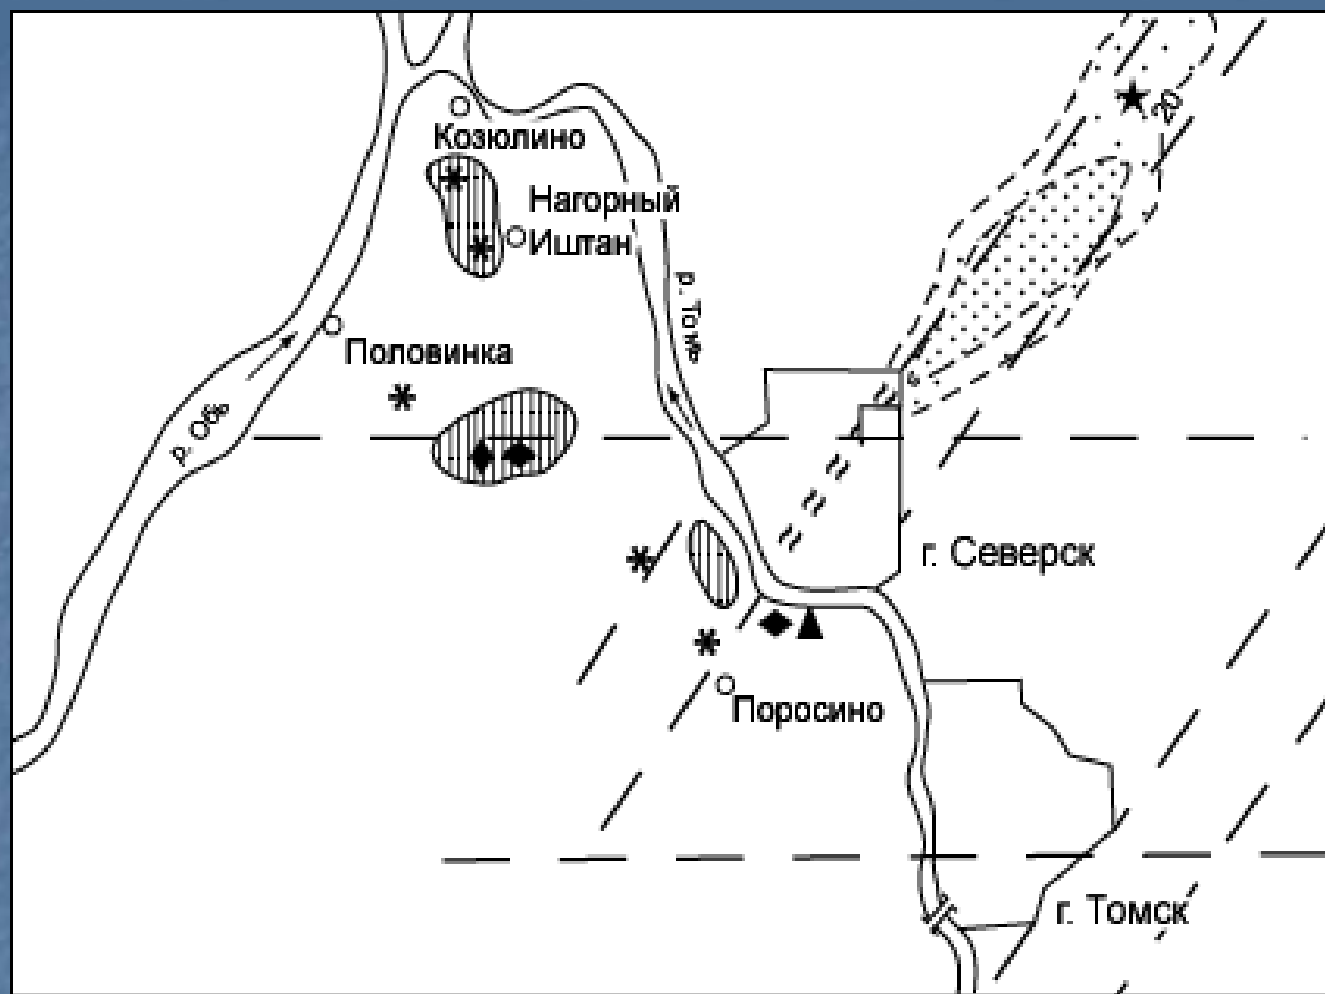 Козюлино
20
Нагорный
Иштан
р. Томь
Половинка
р. Обь
г. Северск
Поросино
г. Томск